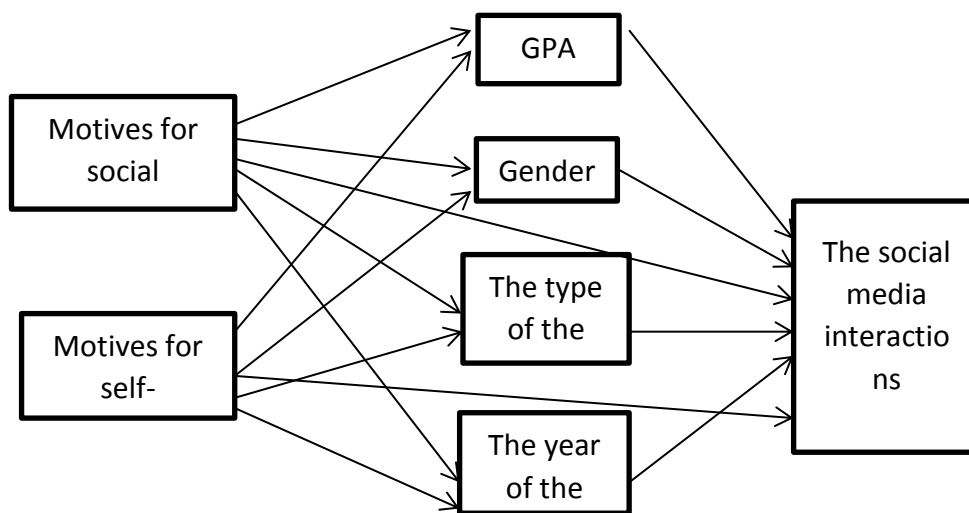 GPA
Motives for
social
Gender
The social
media
interactio
ns
The type
of the
Motives for
self-
The year
of the